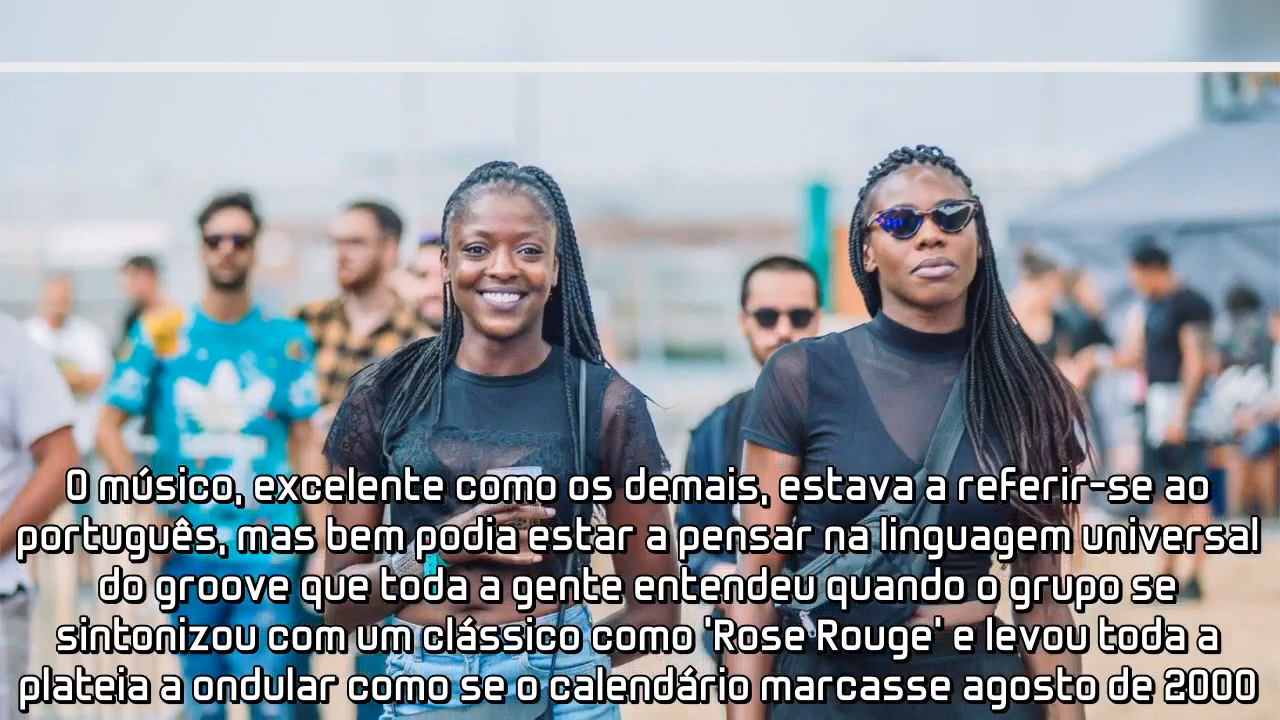 O músico, excelente como os demais, estava a referir-se ao
português, mas bem podia estar a pensar na linguagem universal
do groove que toda a gente entendeu quando o grupo se
sintonizou com um clássico como 'Rose Rouge' e levou toda a
plateia a ondular como se o calendário marcasse agosto de 2000